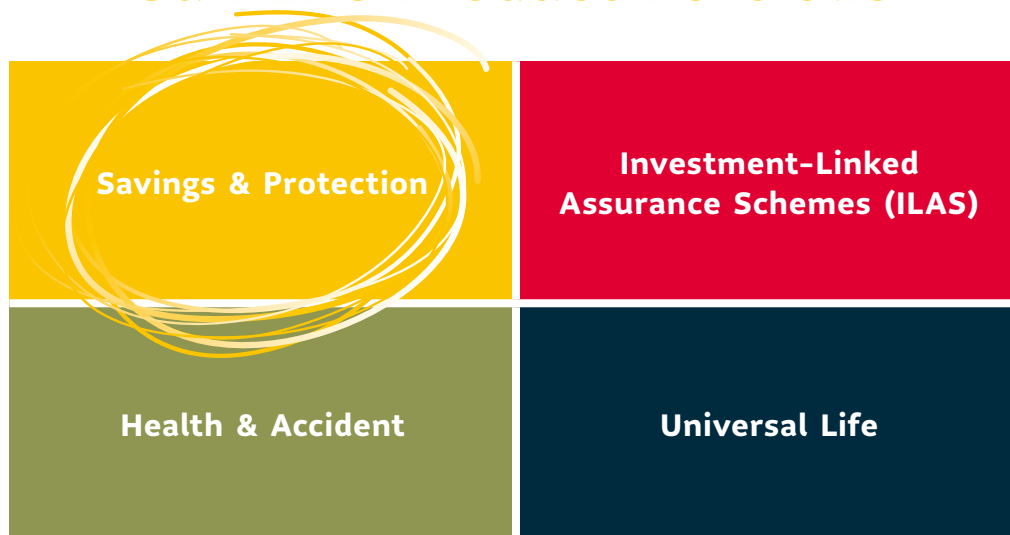 Savings & Protection
Investment-Linked
Assurance Schemes (ILAS)
Health & Accident
Universal Life